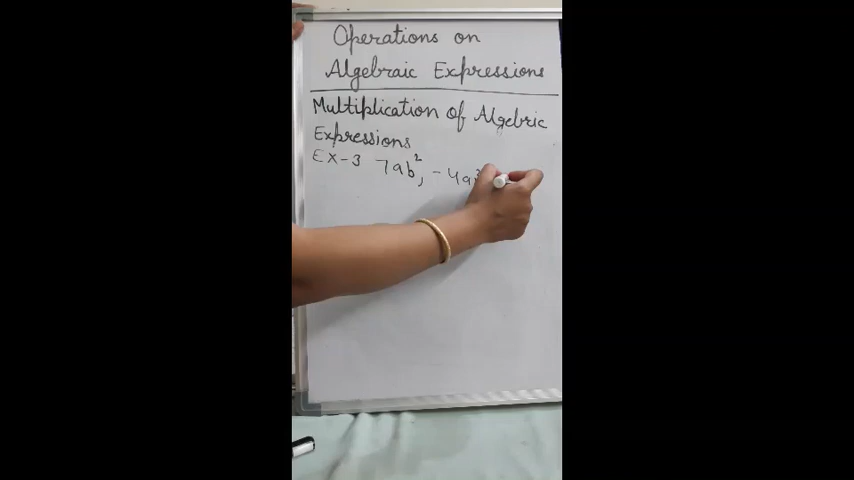 Operations on
Algebraic Expressions
Multiplication of Algebric
Expressions
Ex-3 7ab², -4a